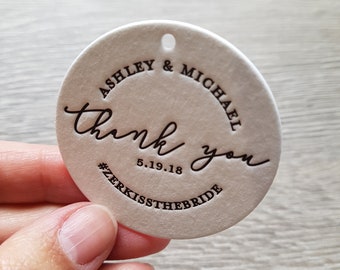 ASHLEY & MICHAEL
thank you
5.19.18
#ZERKISSTHEBRIDE